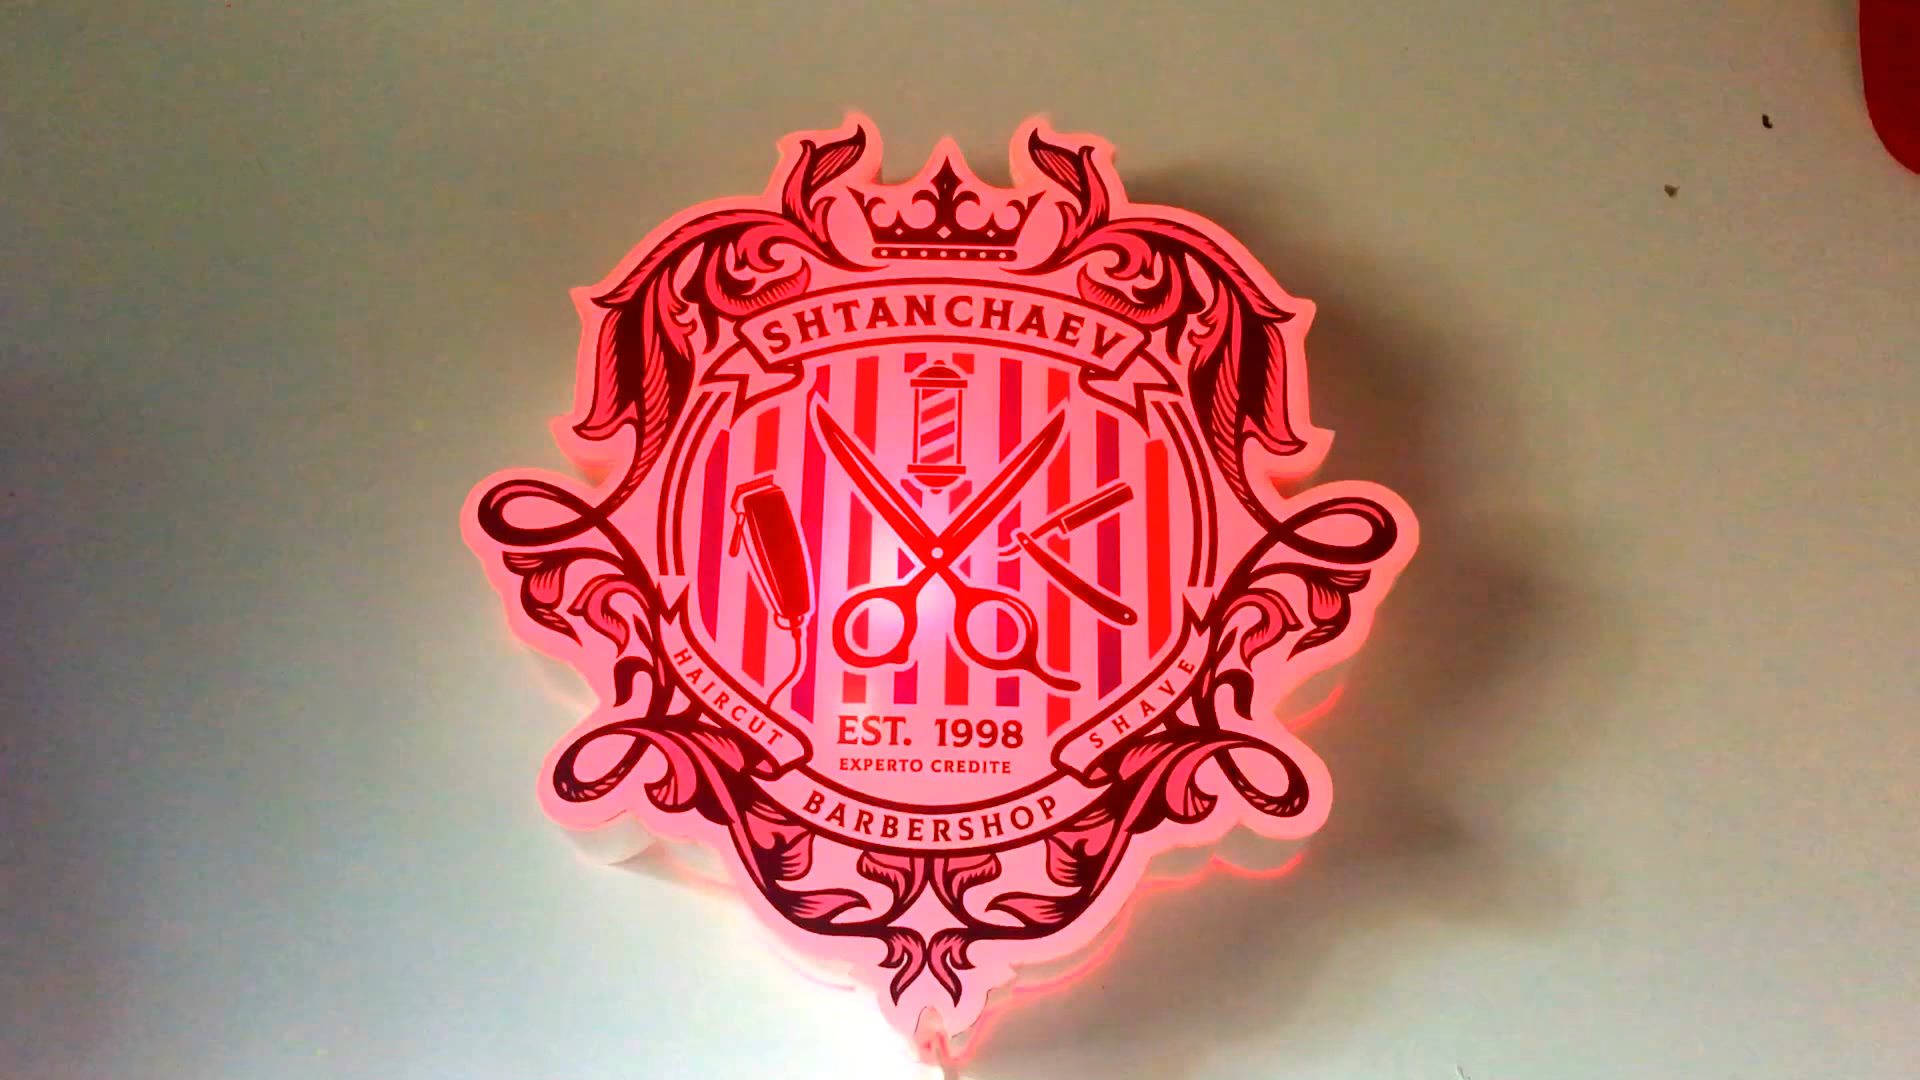 SHTANCHAEV
HAIRCUT
SHAVE
EST. 1998
EXPERTO CREDITE
BARBERSHOP